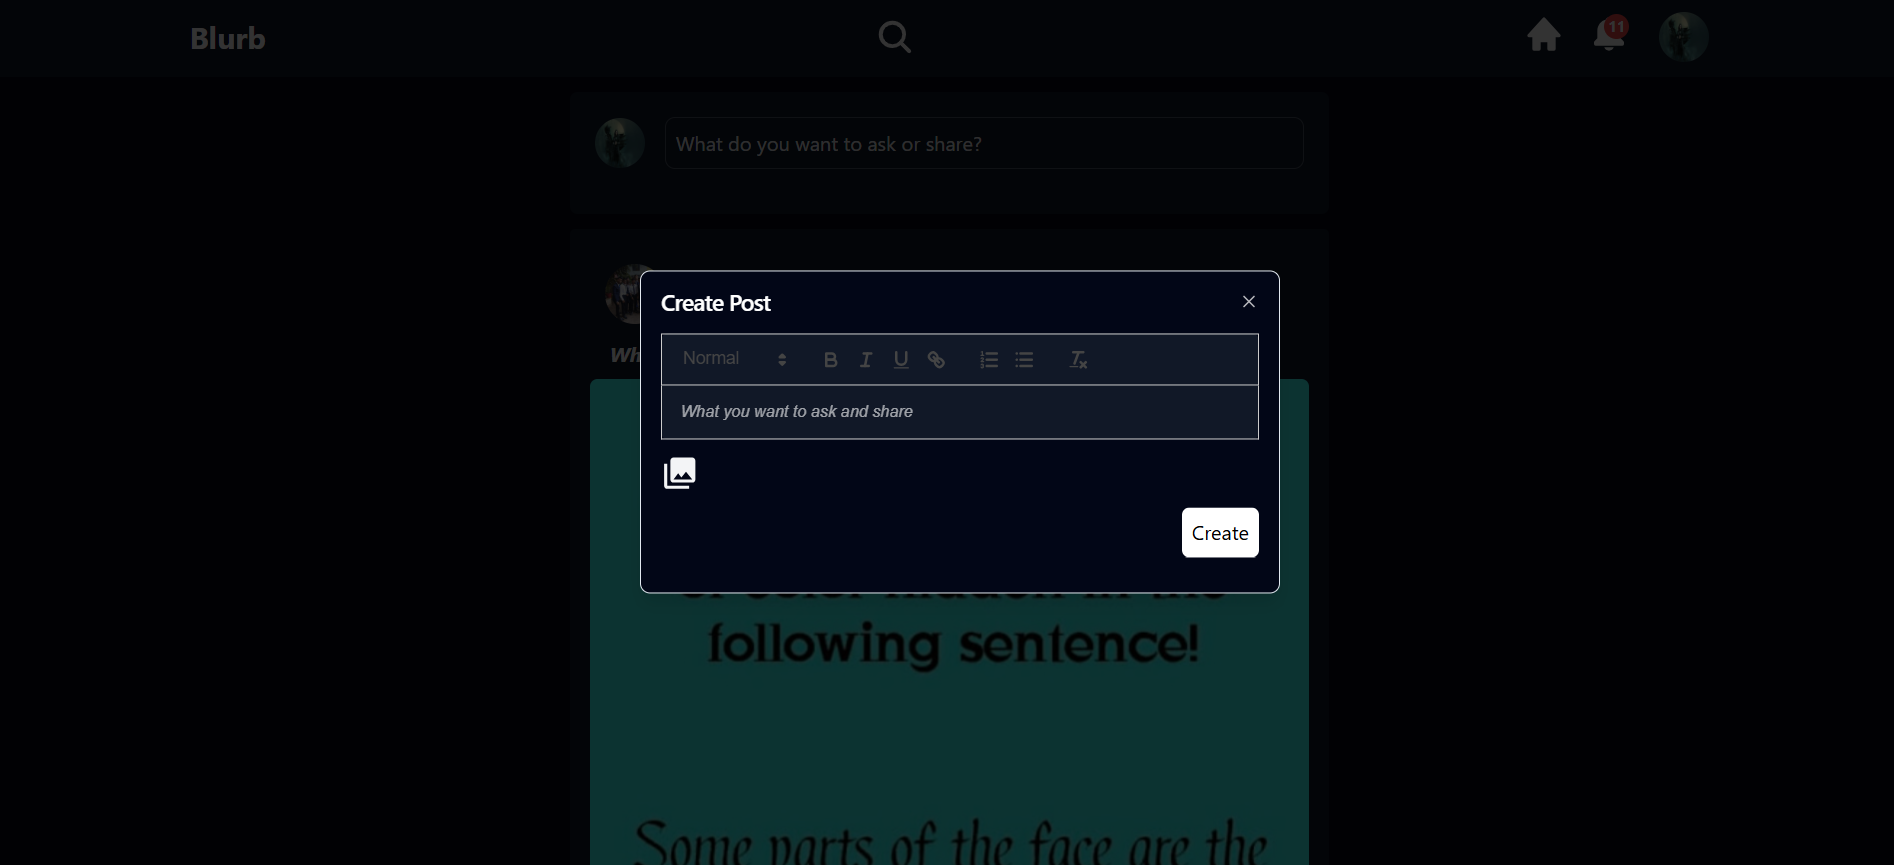 Blurb
11
What do you want to ask or share?
Create Post
Wh
Normal
What you want to ask and share
Create
following sentence!
Some parts of the face are the